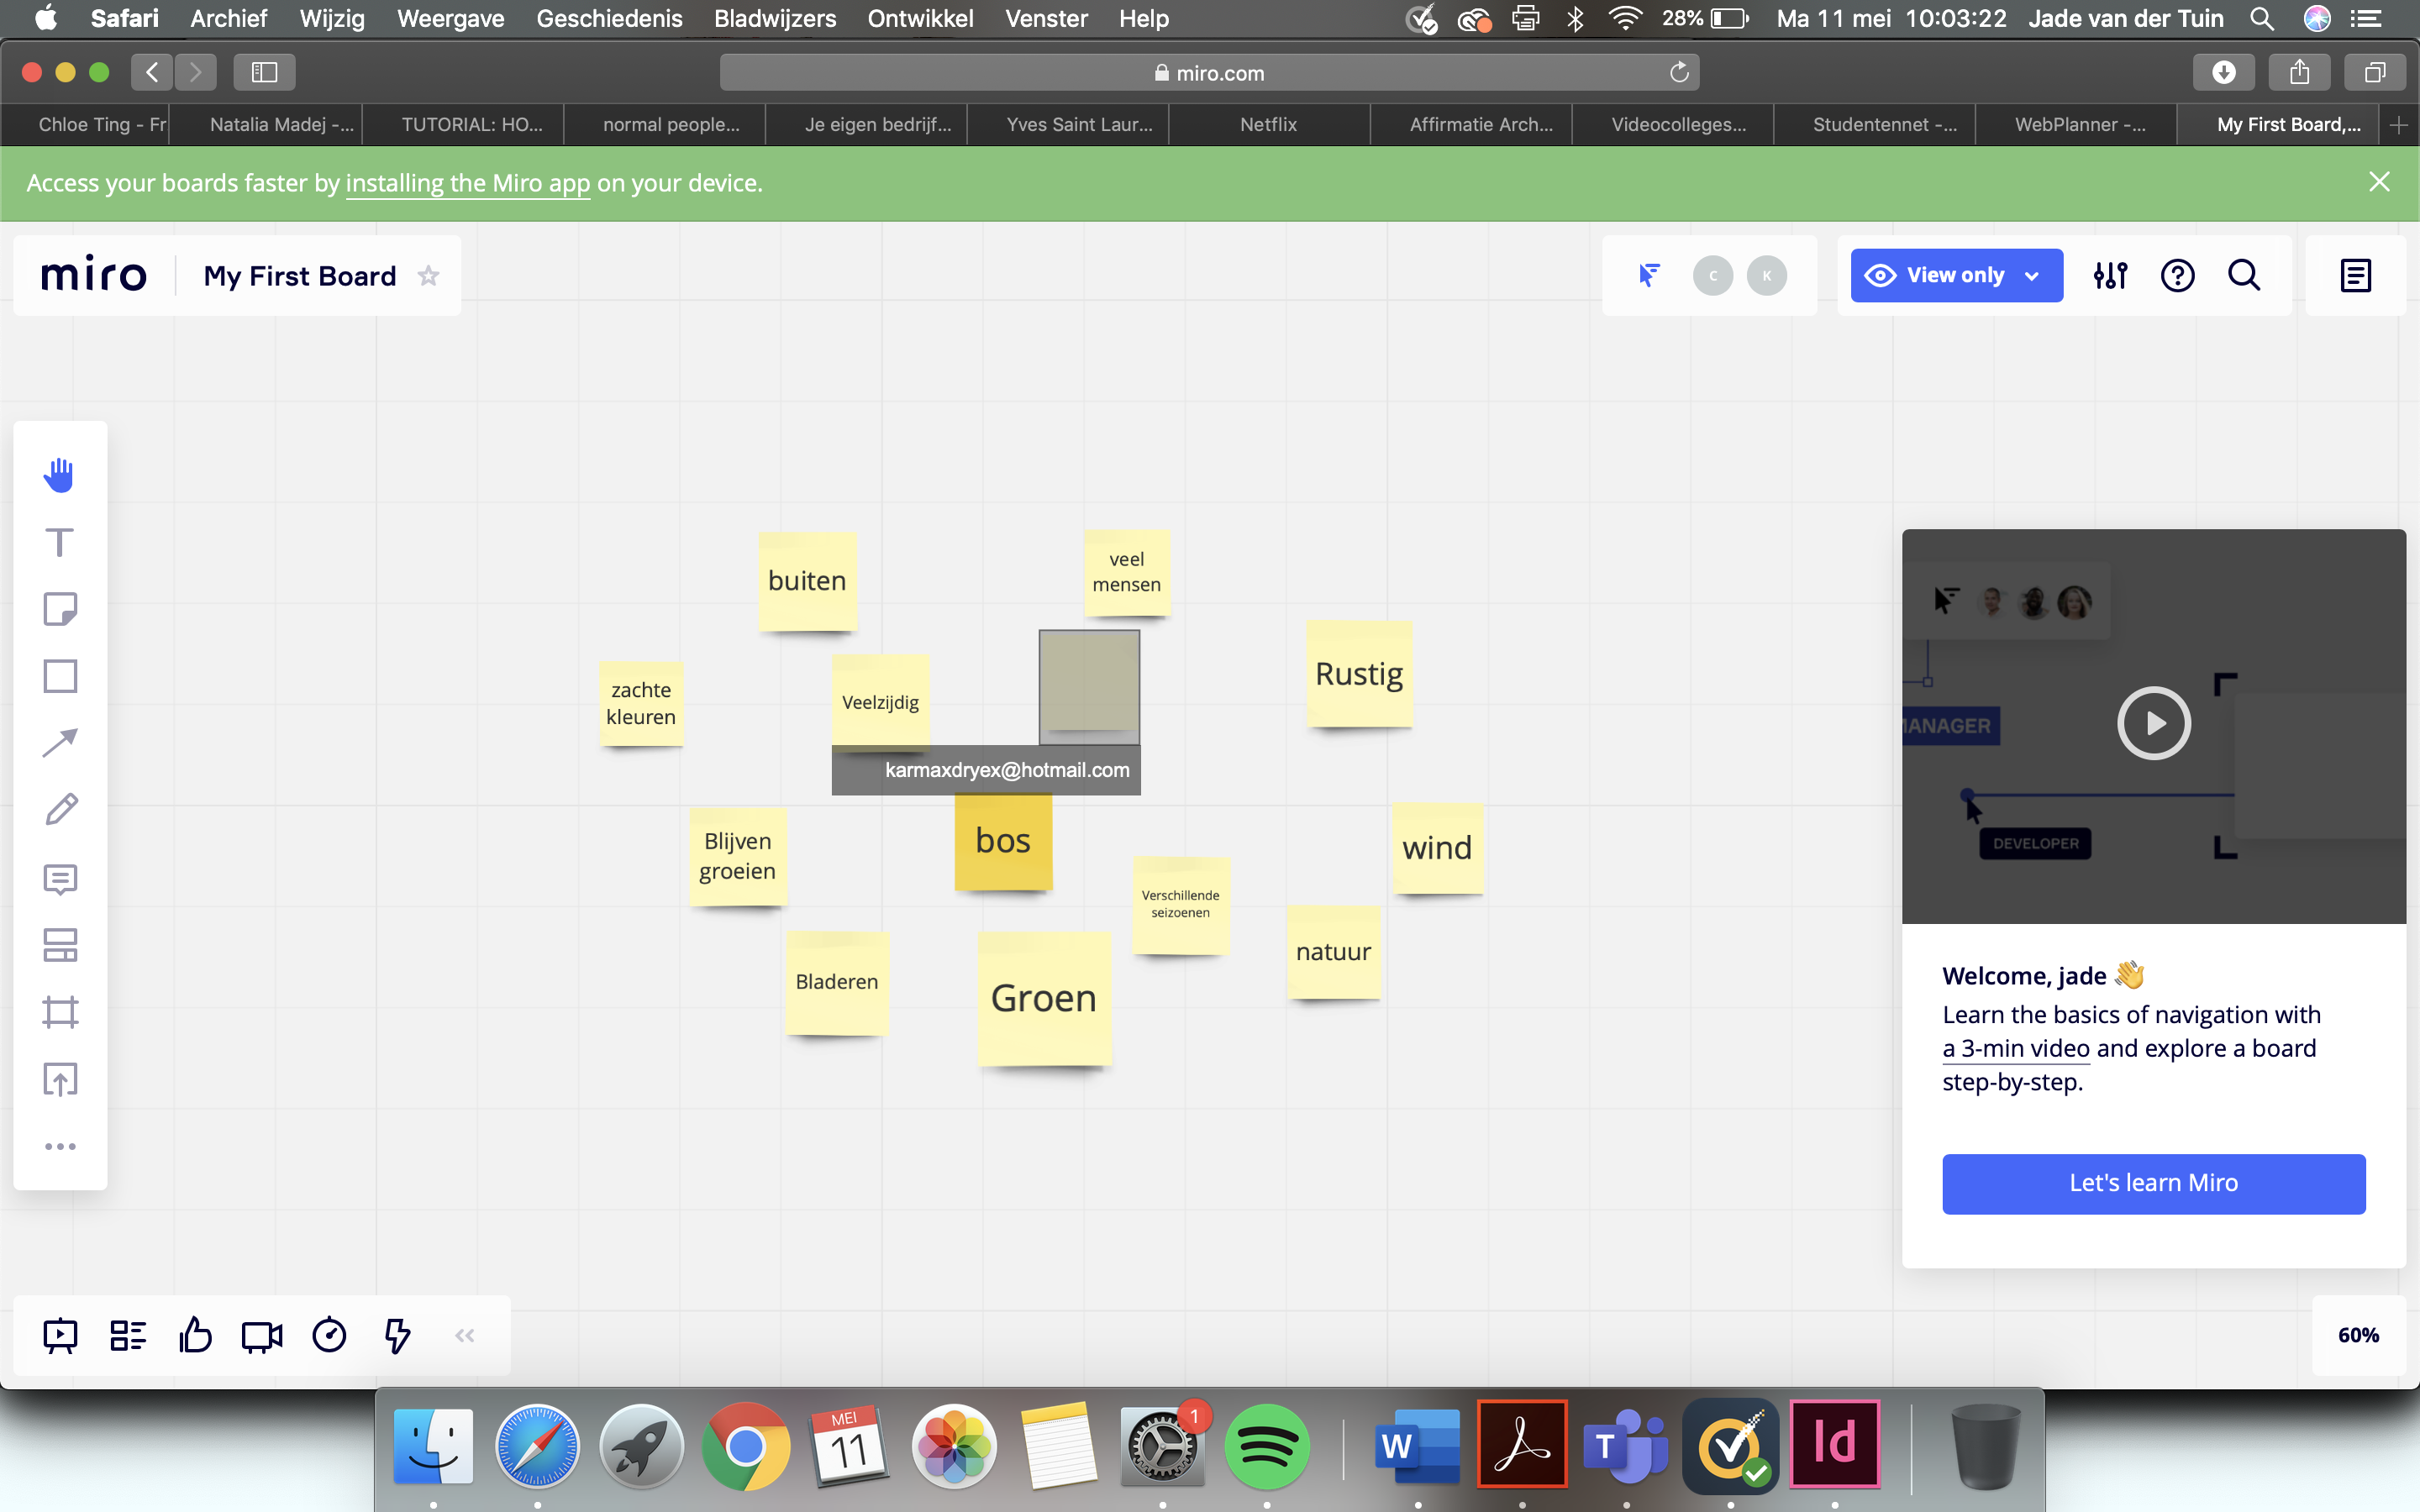 Safari Archief Wijzig Weergave Geschiedenis Bladwijzers Ontwikkel Venster Help 28% Ma 11 mei 10:03:22 Jade van der Tuin
miro.com
Chloe Ting - Fr Natalia Madej -... TUTORIAL: HO... normal people... Je eigen bedrijf... Yves Saint Laur... Netflix Affirmatie Arch... Videocolleges... Studentennet -... WebPlanner -... My First Board,...
Access your boards faster by installing the Miro app on your device.
miro My First Board C K View only
buiten
veel
mensen
Rustig
zachte
kleuren
Veelzijdig
karmaxdryex@hotmail.com
Blijven
groeien
bos
wind
Verschillende
seizoenen
natuur
Bladeren
Groen
MANAGER
DEVELOPER
Welcome, jade 👋
Learn the basics of navigation with
a 3-min video and explore a board
step-by-step.
Let's learn Miro
60%
MEI
11
1
W
T
Id